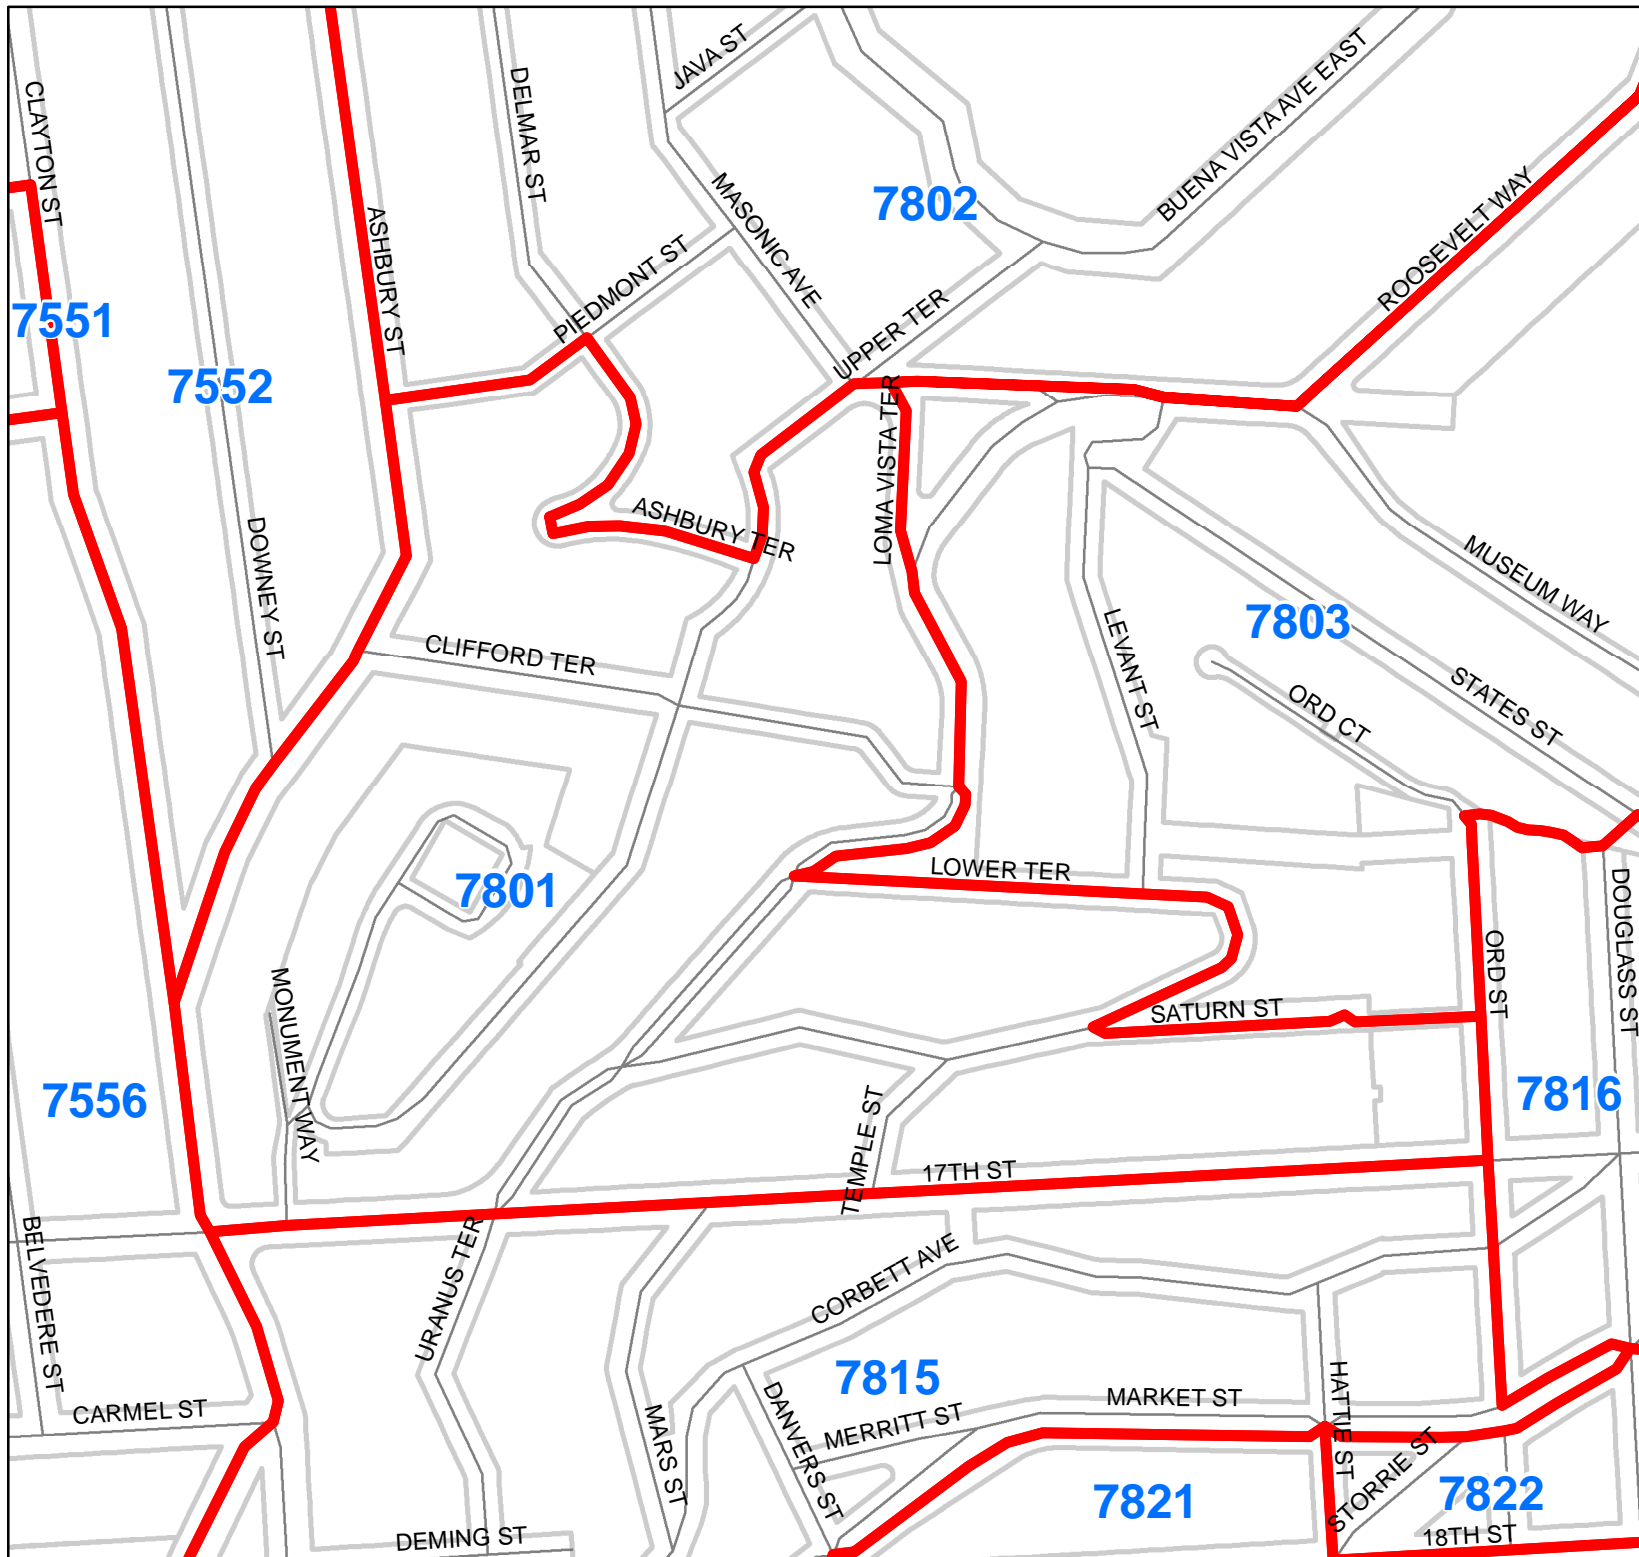 JAVA ST
BUENA VISTA AVE EAST
CLAYTON ST
DELMAR ST
MASONIC AVE
7802
ROOSEVELT WAY
ASHBURY ST
PIEDMONT ST
UPPER TER
7551
7552
LOMA VISTA TER
ASHBURY TER
DOWNEY ST
MUSEUM WAY
7803
CLIFFORD TER
LEVANT ST
STATES ST
ORD CT
LOWER TER
7801
DOUGLASS ST
ORD ST
MONUMENT WAY
SATURN ST
7556
7816
TEMPLE ST
17TH ST
BELVEDERE ST
URANUS TER
CORBETT AVE
7815
HATTIE ST
MARKET ST
CARMEL ST
DANVERS ST
MERRITT ST
MARS ST
STORRIE ST
7821
7822
DEMING ST
18TH ST